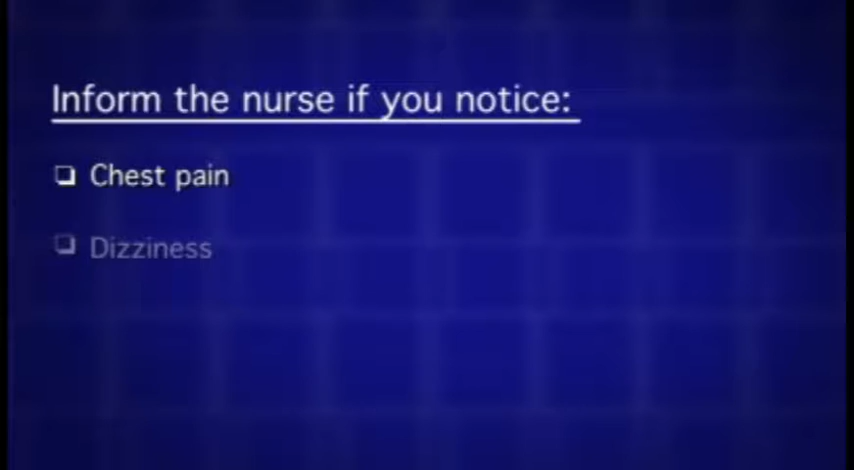 Inform the nurse if you notice:
❏ Chest pain
❏ Dizziness